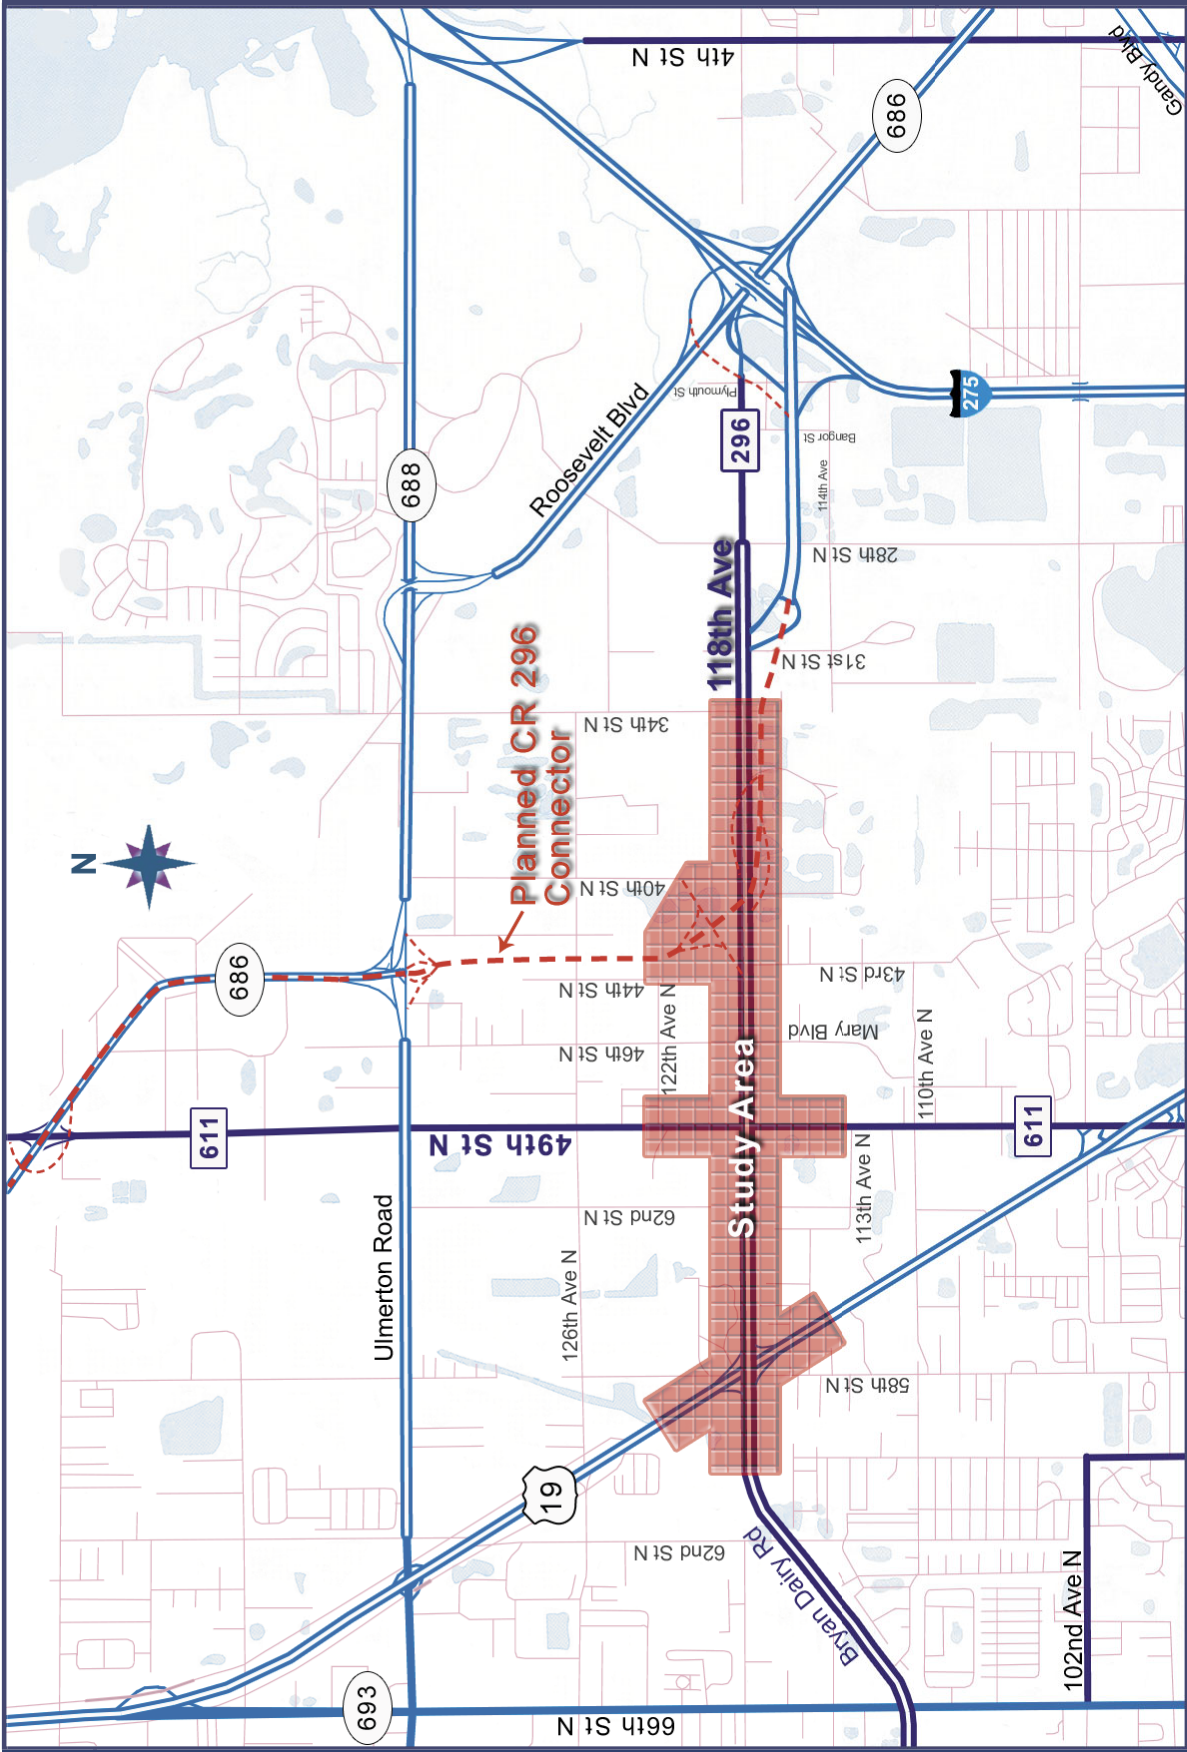 4th St N
Gandy Blvd
686
275
Roosevelt Blvd
Plymouth St
296
Bangor St
114th Ave
688
28th St N
118th Ave
31st St N
34th St N
Planned CR 296
Connector
N
40th St N
686
43rd St N
44th St N
122th Ave N
Mary Blvd
46th St N
110th Ave N
Study Area
611
49th St N
611
113th Ave N
Ulmerton Road
62nd St N
126th Ave N
58th St N
19
62nd St N
Bryan Dairy Rd
102nd Ave N
693
66th St N